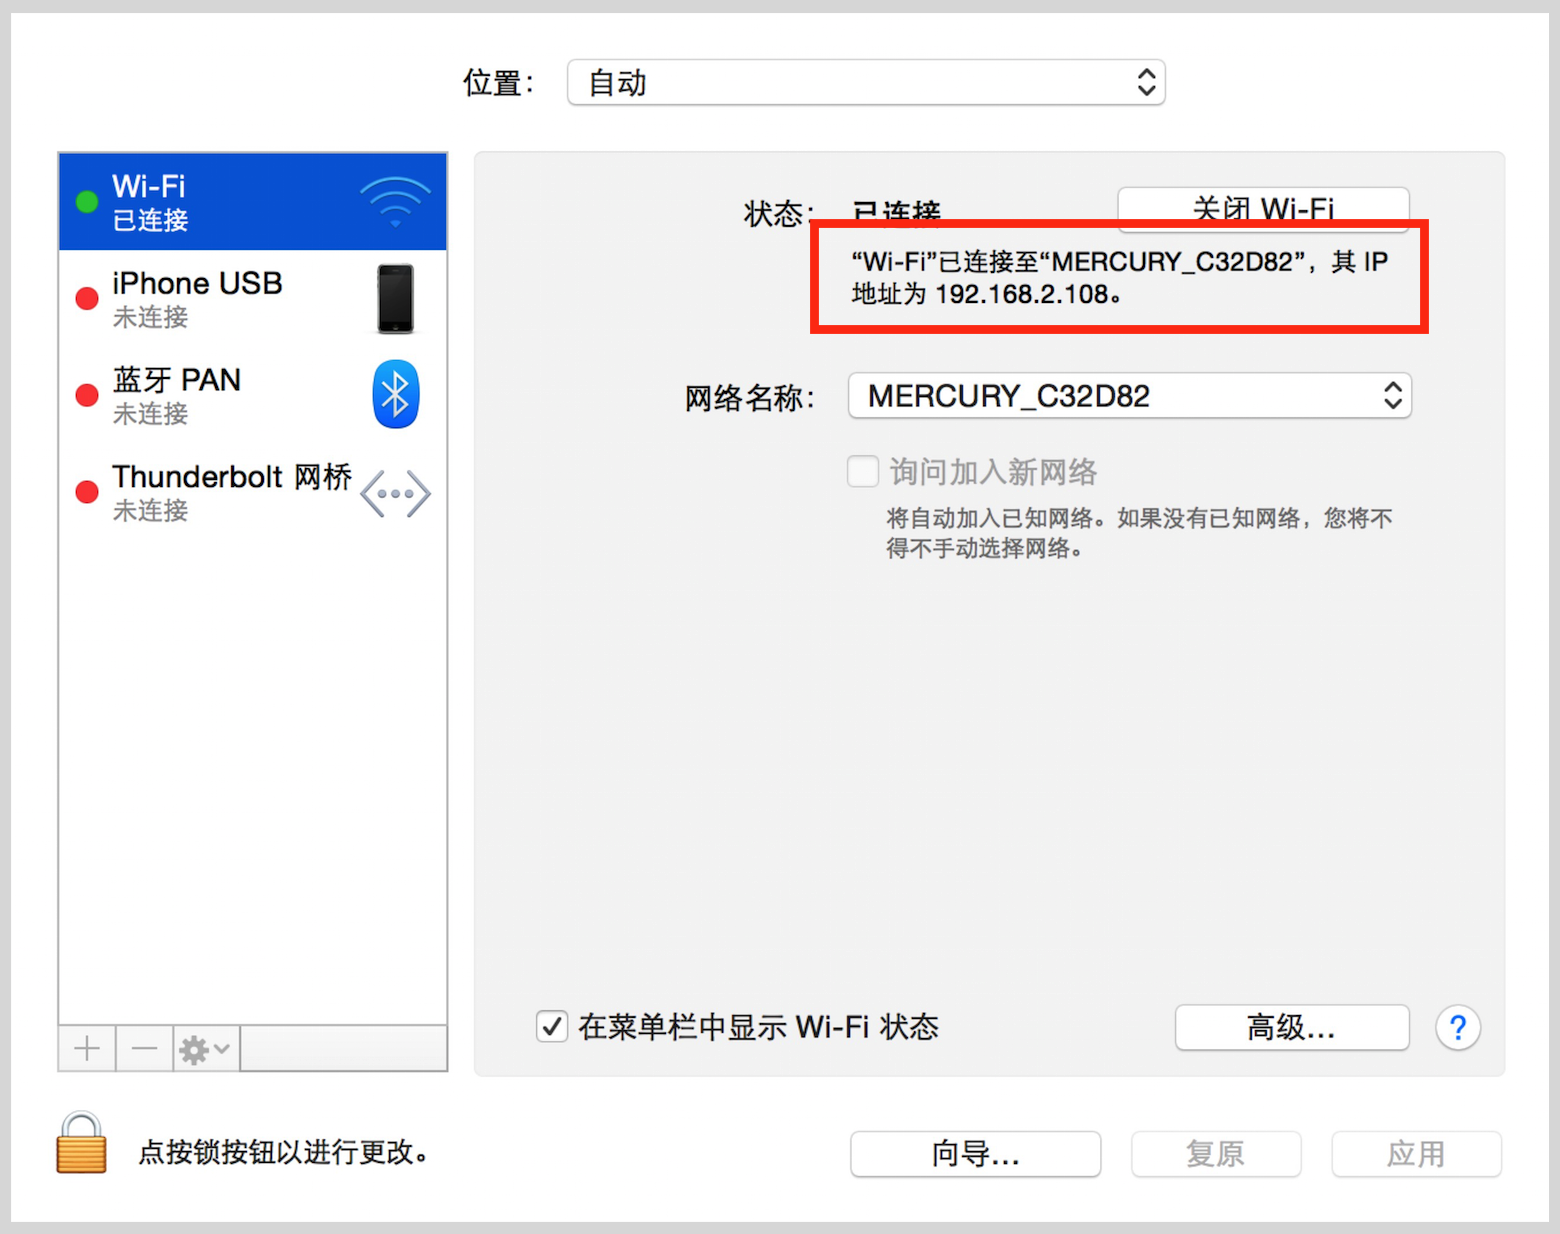 位置：
自动
Wi-Fi
已连接
iPhone USB
未连接
蓝牙 PAN
未连接
Thunderbolt 网桥
未连接
状态：
已连接
关闭 Wi-Fi
“Wi-Fi”已连接至“MERCURY_C32D82”，其 IP
地址为 192.168.2.108。
网络名称：
MERCURY_C32D82
询问加入新网络
将自动加入已知网络。如果没有已知网络，您将不
得不手动选择网络。
在菜单栏中显示 Wi-Fi 状态
高级...
?
点按锁按钮以进行更改。
向导...
复原
应用